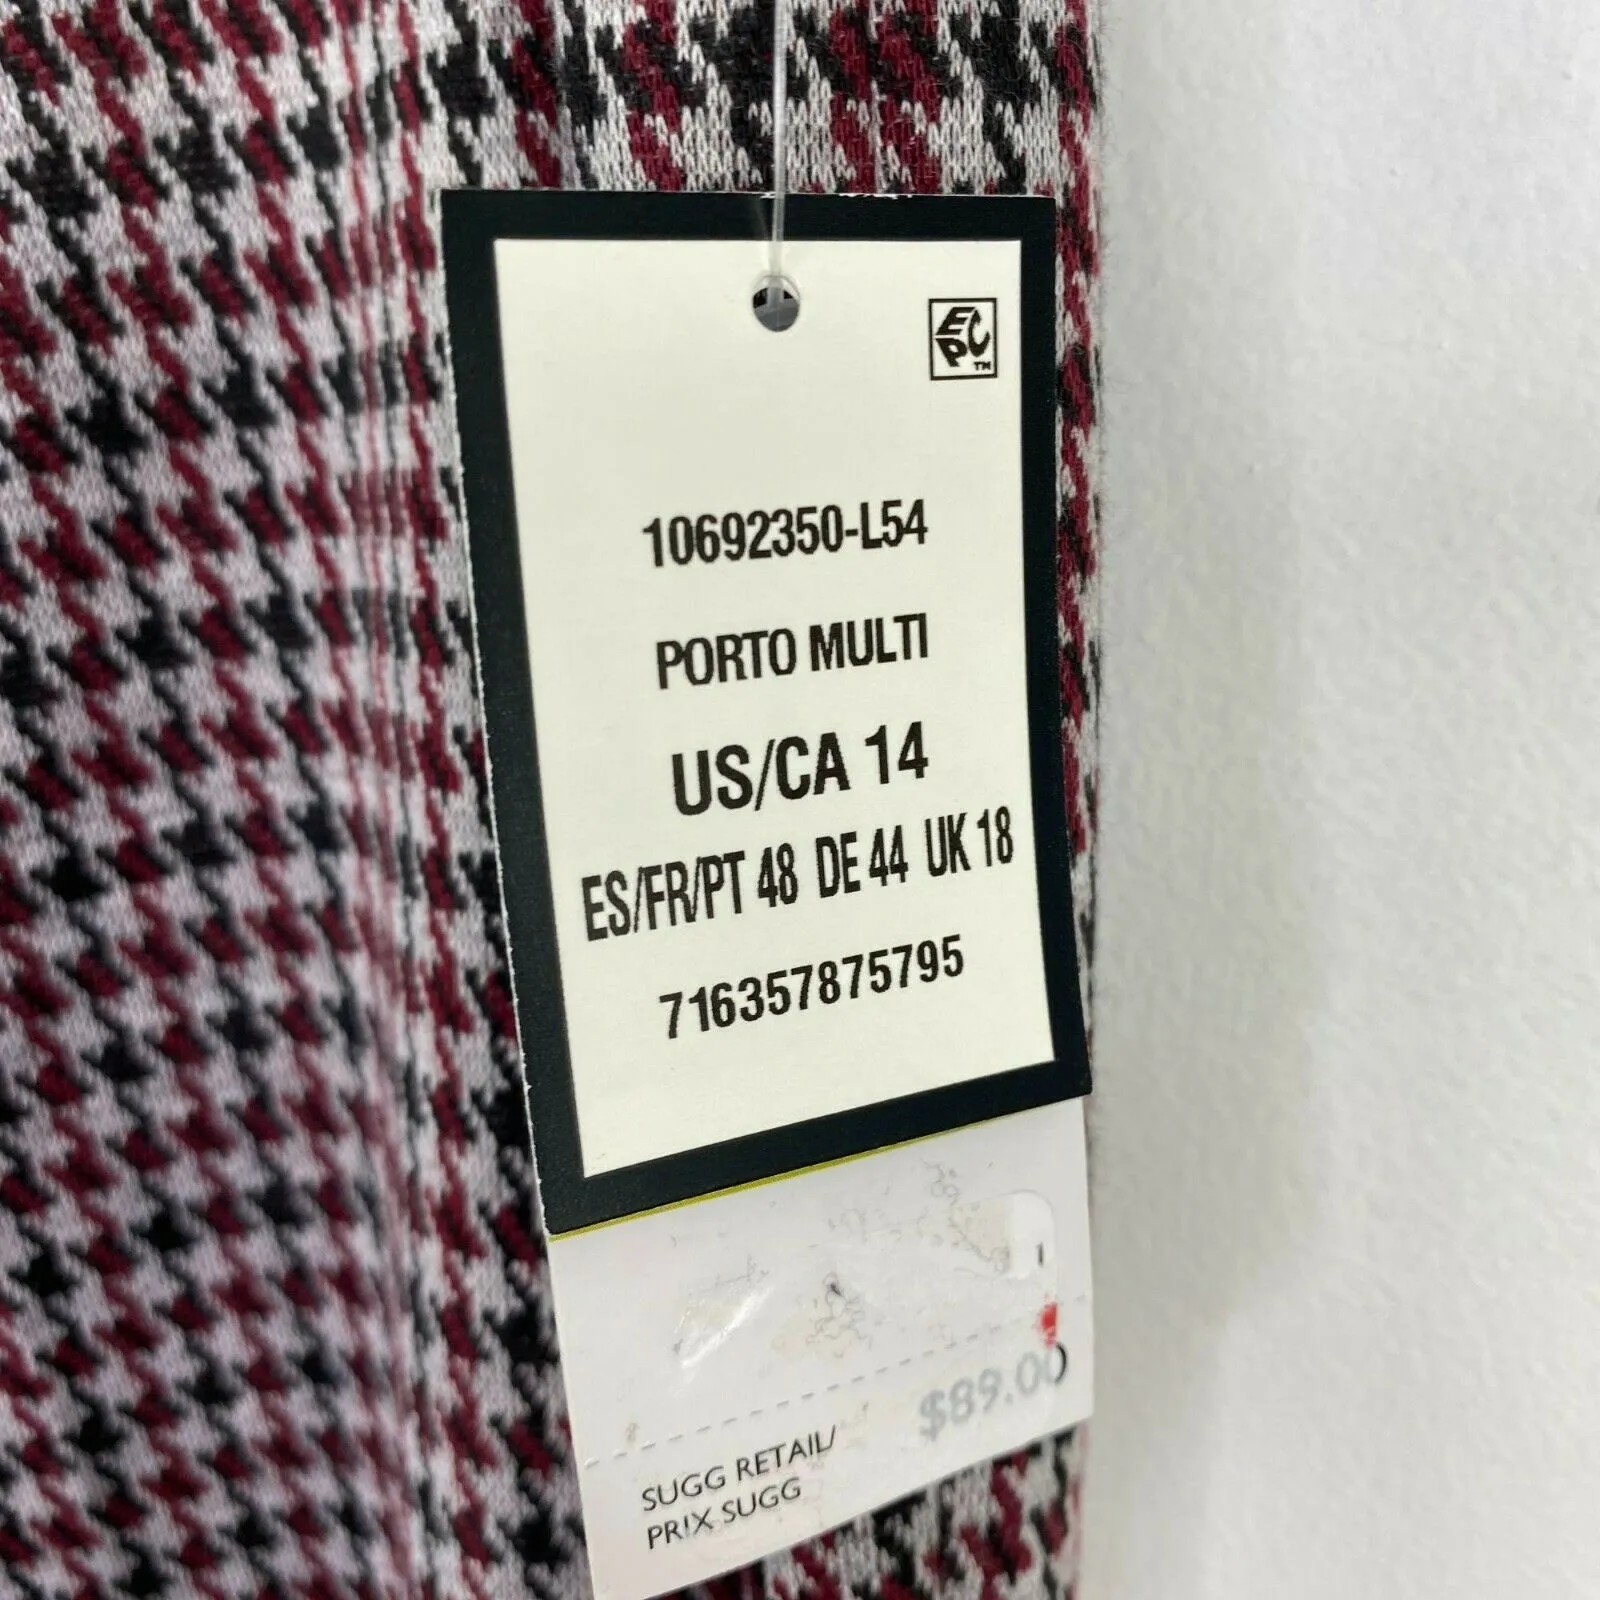 EPC™
10692350-L54
PORTO MULTI
US/CA 14
ES/FR/PT 48 DE 44 UK 18
716357875795
$89.00
SUGG RETAIL/
PRIX SUGG